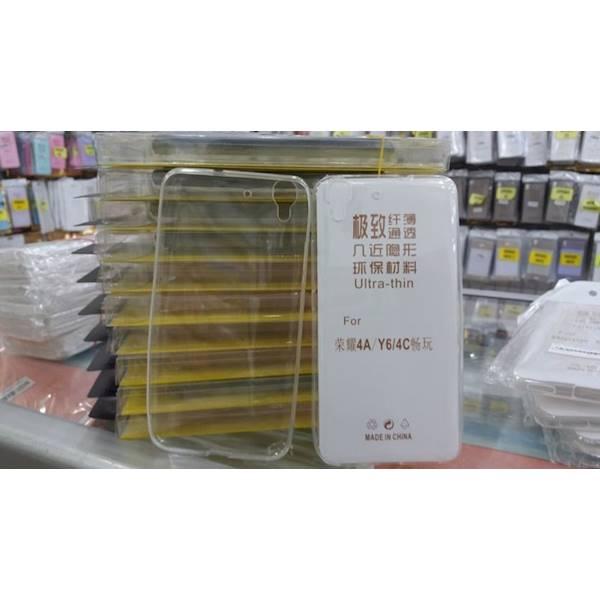 极致纤薄
通透
几近隐形
环保材料
Ultra-thin
For
荣耀4A/Y6/4C畅玩
MADE IN CHINA